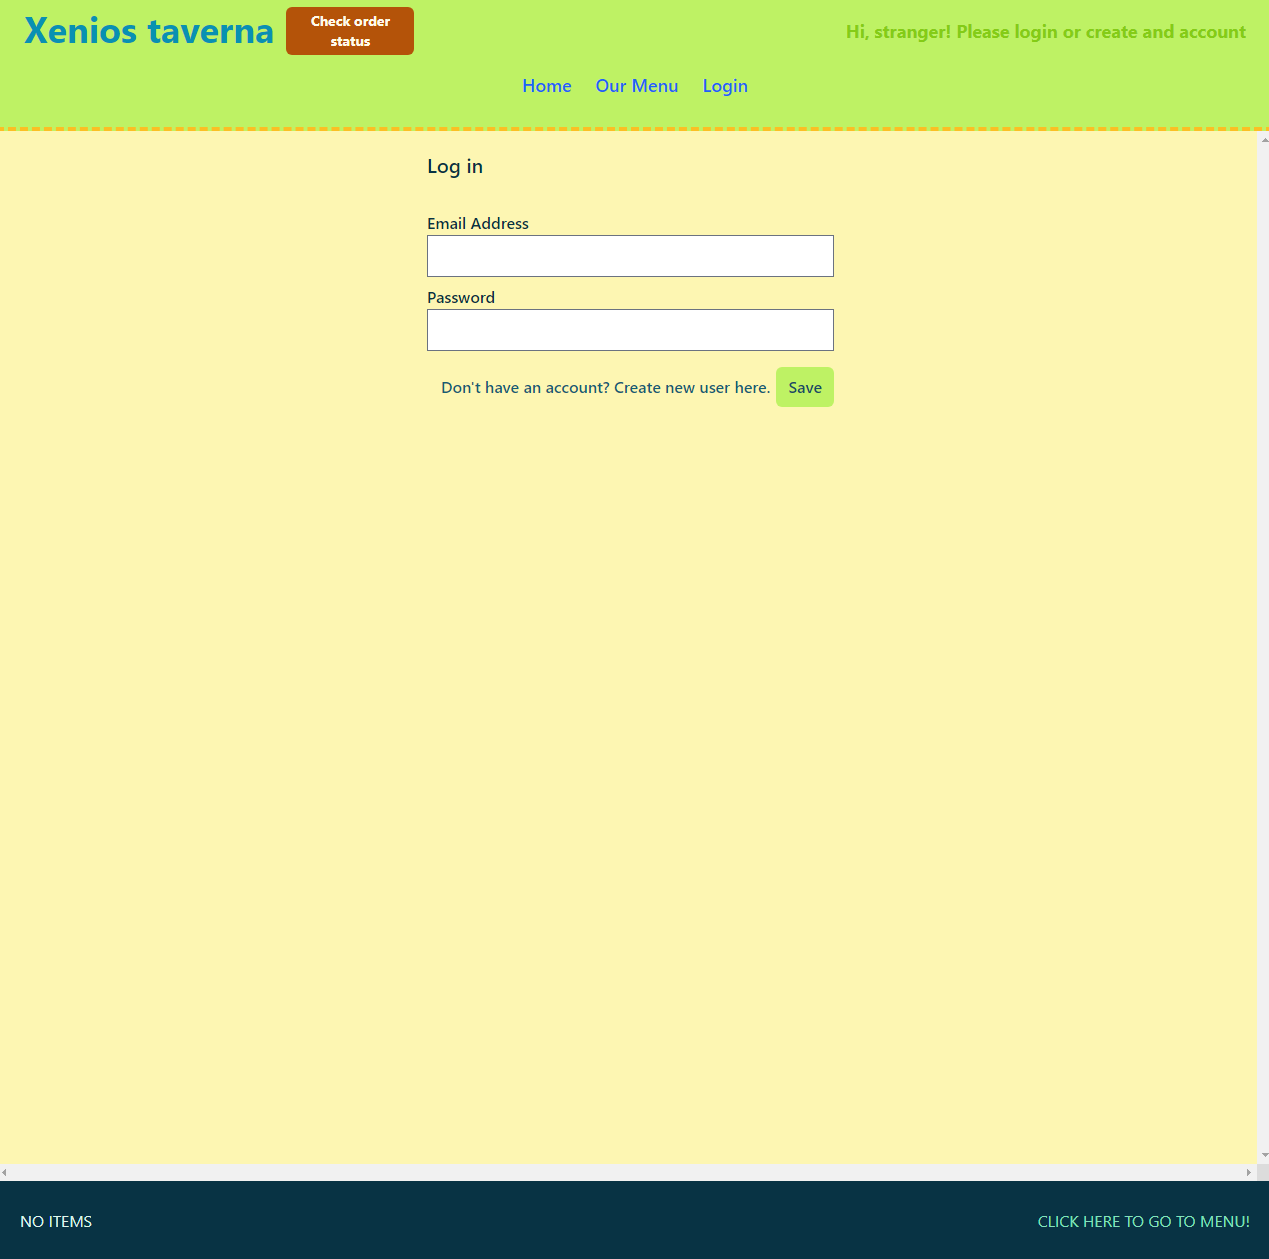 Xenios taverna
Check order
status
Hi, stranger! Please login or create and account
Home Our Menu Login
Log in
Email Address
Password
Don't have an account? Create new user here. Save
NO ITEMS
CLICK HERE TO GO TO MENU!